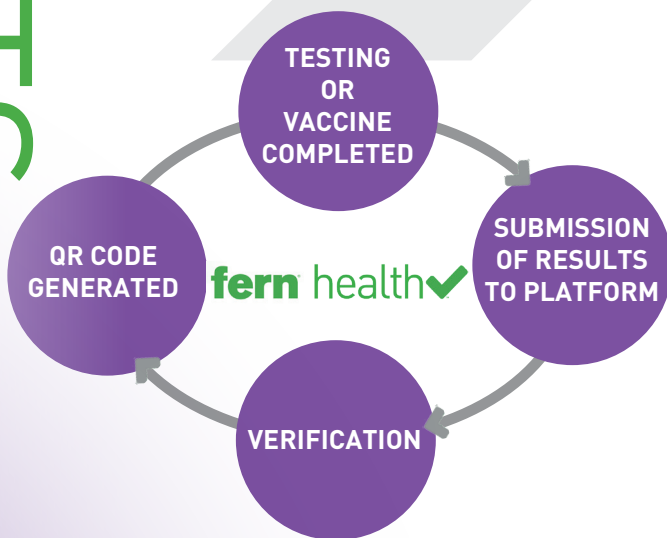 TESTING
OR
VACCINE
COMPLETED
SUBMISSION
OF RESULTS
TO PLATFORM
VERIFICATION
QR CODE
GENERATED
fern health